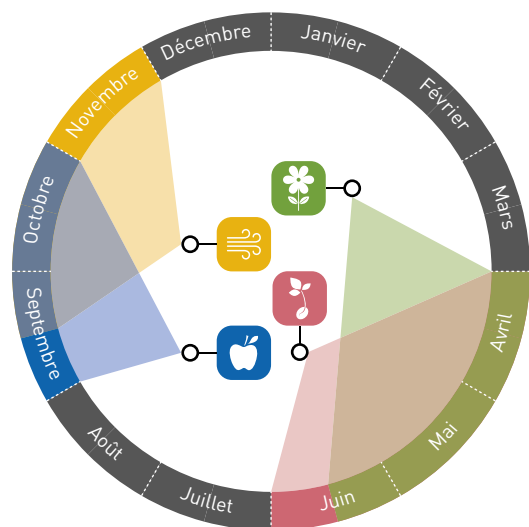 Janvier
Février
Mars
Avril
Mai
Juin
Juillet
Août
Septembre
Octobre
Novembre
Décembre